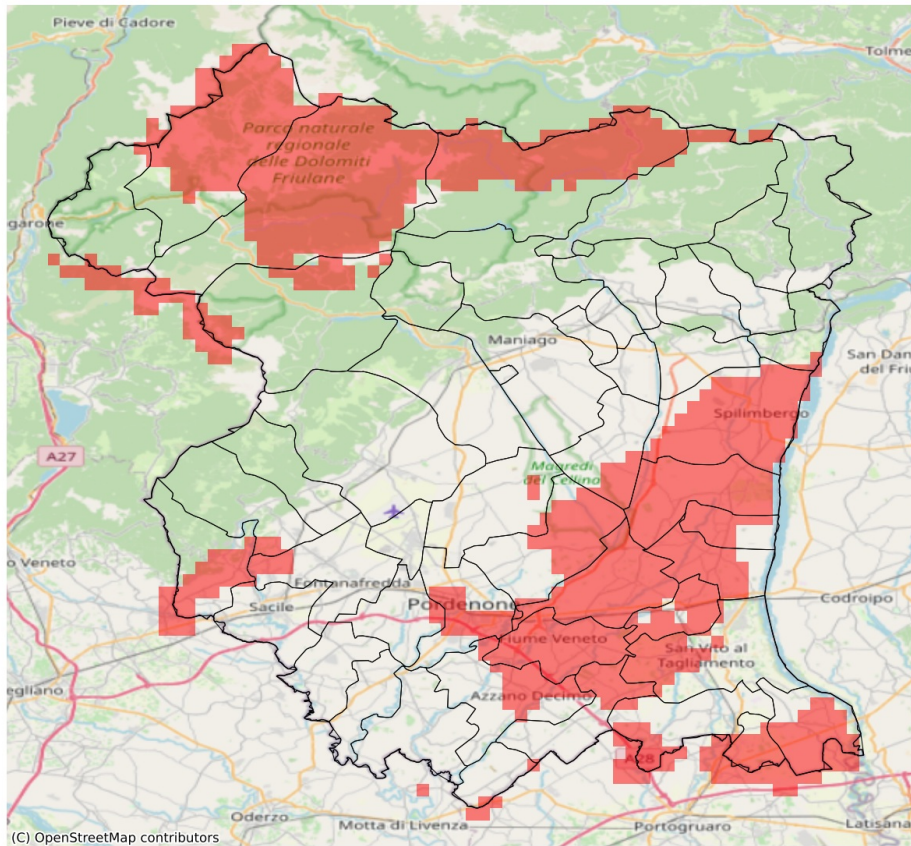 Pieve di Cadore
Tolme
Parco naturale
regionale
delle Dolomiti
Friulane
garone
Maniago
San Dan
del Friu
Spilimbergo
A27
Magredi
del Cellina
o Veneto
Fontanafredda
Sacile
Pordenone
Codroipo
Fiume Veneto
San Vito al
Tagliamento
egliano
Azzano Decimo
A28
Oderzo
Motta di Livenza
Portogruaro
Latisana
(C) OpenStreetMap contributors